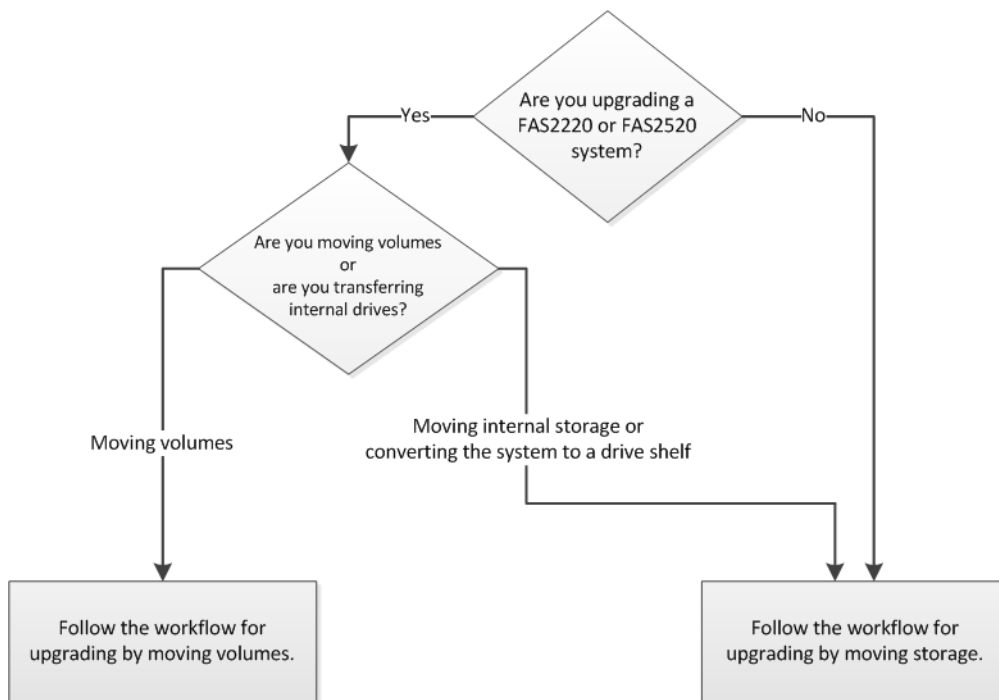 Are you upgrading a
FAS2220 or FAS2520
system?
Yes
No
Are you moving volumes
or
are you transferring
internal drives?
Moving volumes
Moving internal storage or
converting the system to a drive shelf
Follow the workflow for
upgrading by moving volumes.
Follow the workflow for
upgrading by moving storage.